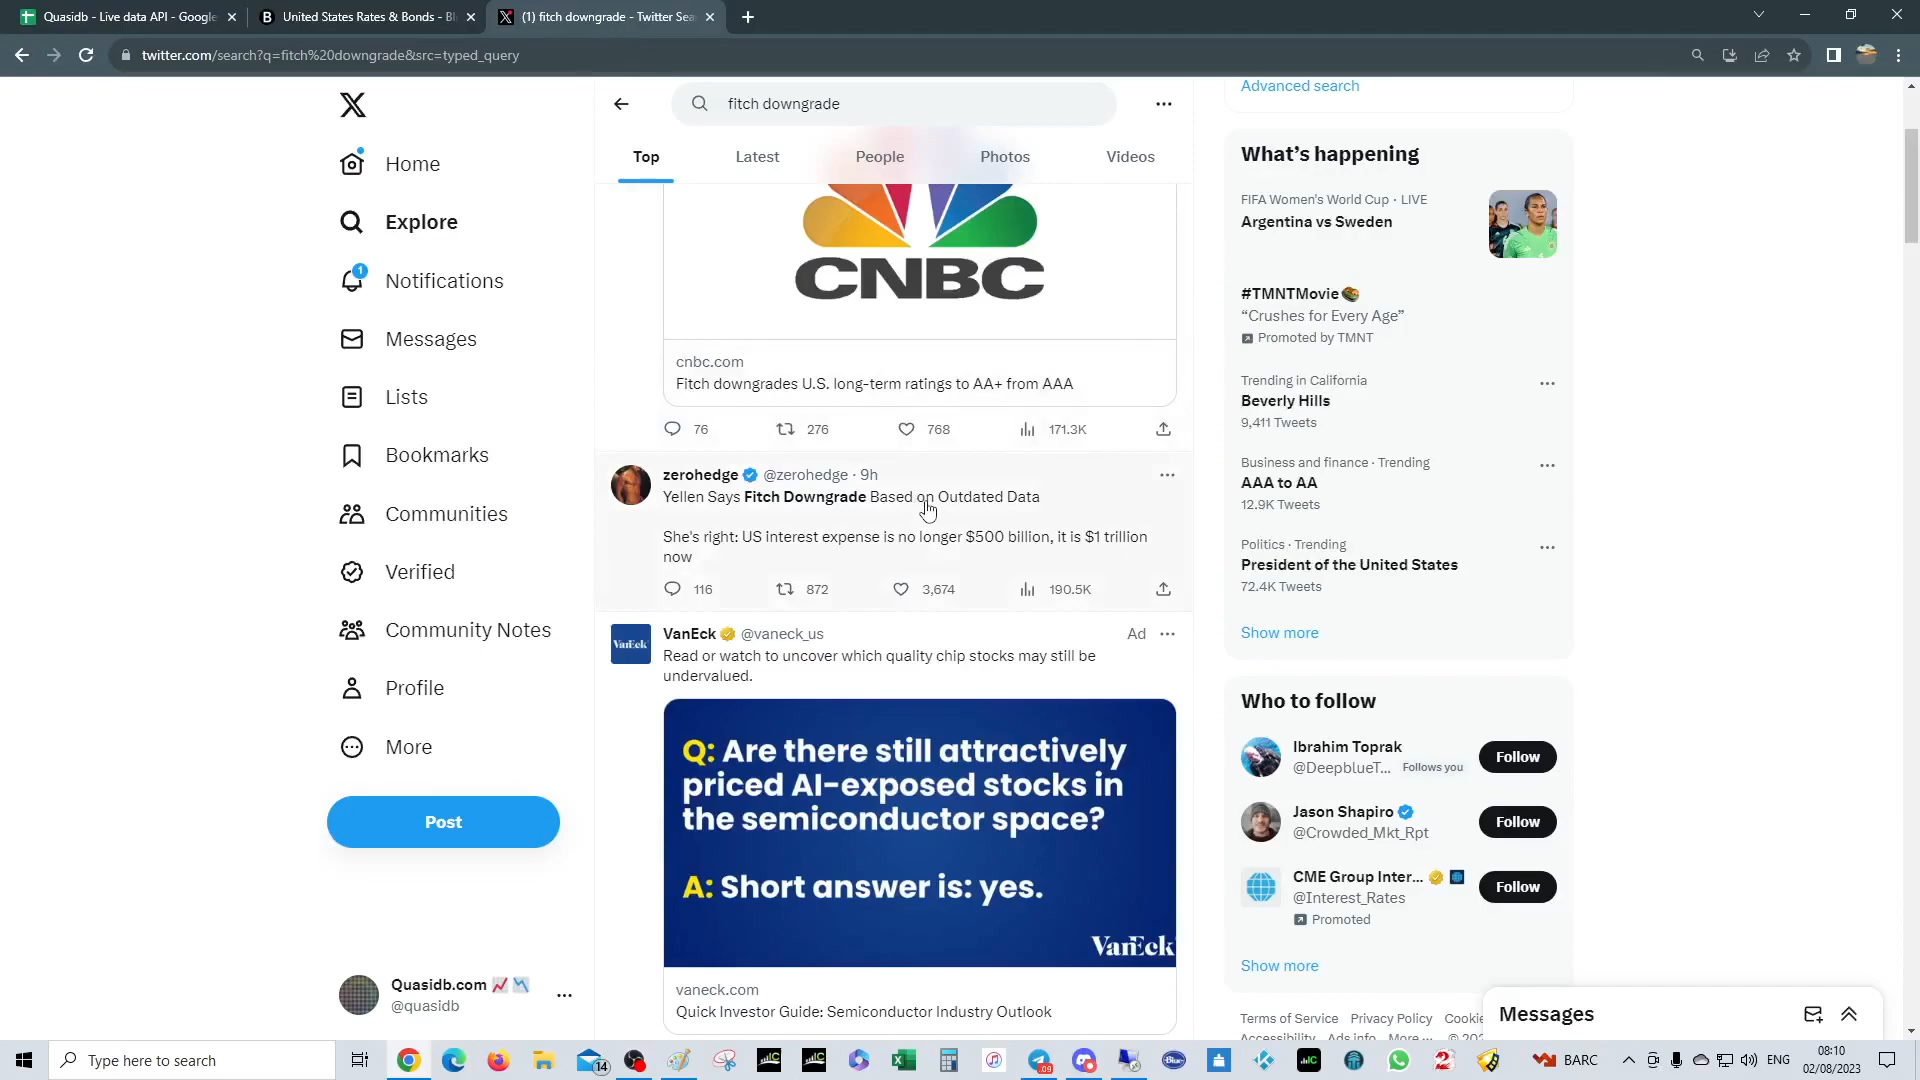 Quasidb - Live data API - Google
United States Rates & Bonds - Bl
(1) fitch downgrade - Twitter Sea
twitter.com/search?q=fitch%20downgrade&src=typed_query
Home
Explore
1
Notifications
Messages
Lists
Bookmarks
Communities
Verified
Community Notes
Profile
More
Post
Quasidb.com 📈 📉
@quasidb
fitch downgrade
Top
Latest
People
Photos
Videos
CNBC
cnbc.com
Fitch downgrades U.S. long-term ratings to AA+ from AAA
76
276
768
171.3K
zerohedge @zerohedge · 9h
Yellen Says Fitch Downgrade Based on Outdated Data
She's right: US interest expense is no longer $500 billion, it is $1 trillion
now
116
872
3,674
190.5K
VanEck
VanEck @vaneck_us
Ad
Read or watch to uncover which quality chip stocks may still be
undervalued.
Q: Are there still attractively
priced AI-exposed stocks in
the semiconductor space?
A: Short answer is: yes.
VanEck
vaneck.com
Quick Investor Guide: Semiconductor Industry Outlook
Advanced search
What's happening
FIFA Women's World Cup · LIVE
Argentina vs Sweden
#TMNTMovie
“Crushes for Every Age”
Promoted by TMNT
Trending in California
Beverly Hills
9,411 Tweets
Business and finance · Trending
AAA to AA
12.9K Tweets
Politics · Trending
President of the United States
72.4K Tweets
Show more
Who to follow
Ibrahim Toprak
@DeepblueT... Follows you
Follow
Jason Shapiro
@Crowded_Mkt_Rpt
Follow
CME Group Inter...
@Interest_Rates
Promoted
Follow
Show more
Terms of Service Privacy Policy Cookie
Accessibility Ads info More ... © 202
Messages
Type here to search
14
.09
BARC
ENG
08:10
02/08/2023